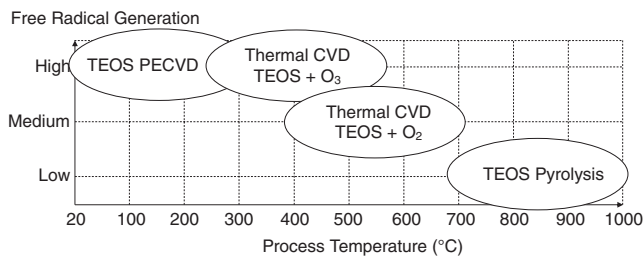 Free Radical Generation
High
TEOS PECVD
Thermal CVD
TEOS + O₃
Medium
Thermal CVD
TEOS + O₂
Low
TEOS Pyrolysis
20 100 200 300 400 500 600 700 800 900 1000
Process Temperature (°C)